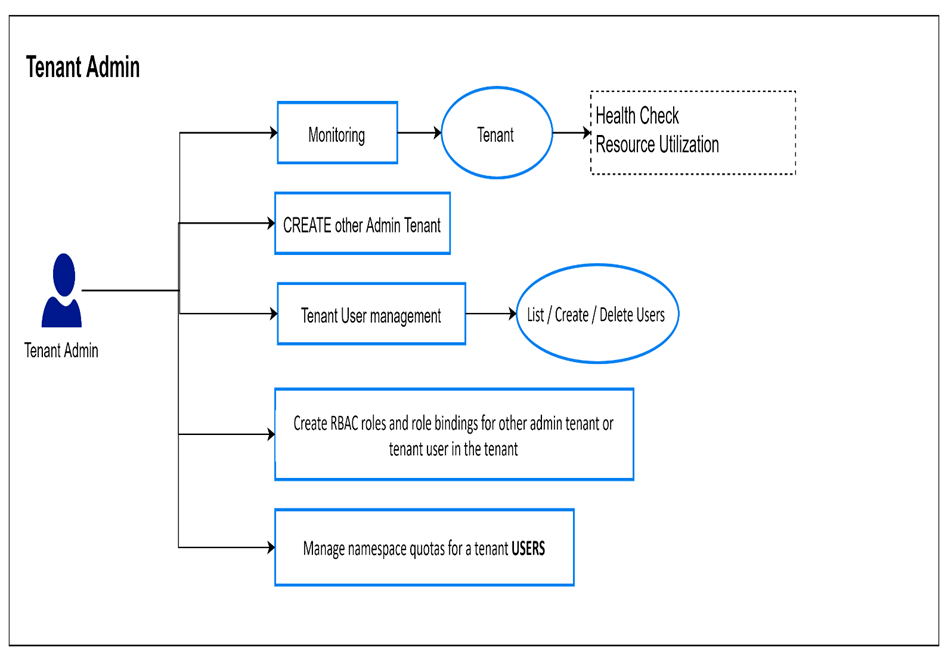 Tenant Admin
Monitoring
Tenant
Health Check
Resource Utilization
CREATE other Admin Tenant
Tenant User management
List / Create / Delete Users
Tenant Admin
Create RBAC roles and role bindings for other admin tenant or
tenant user in the tenant
Manage namespace quotas for a tenant USERS